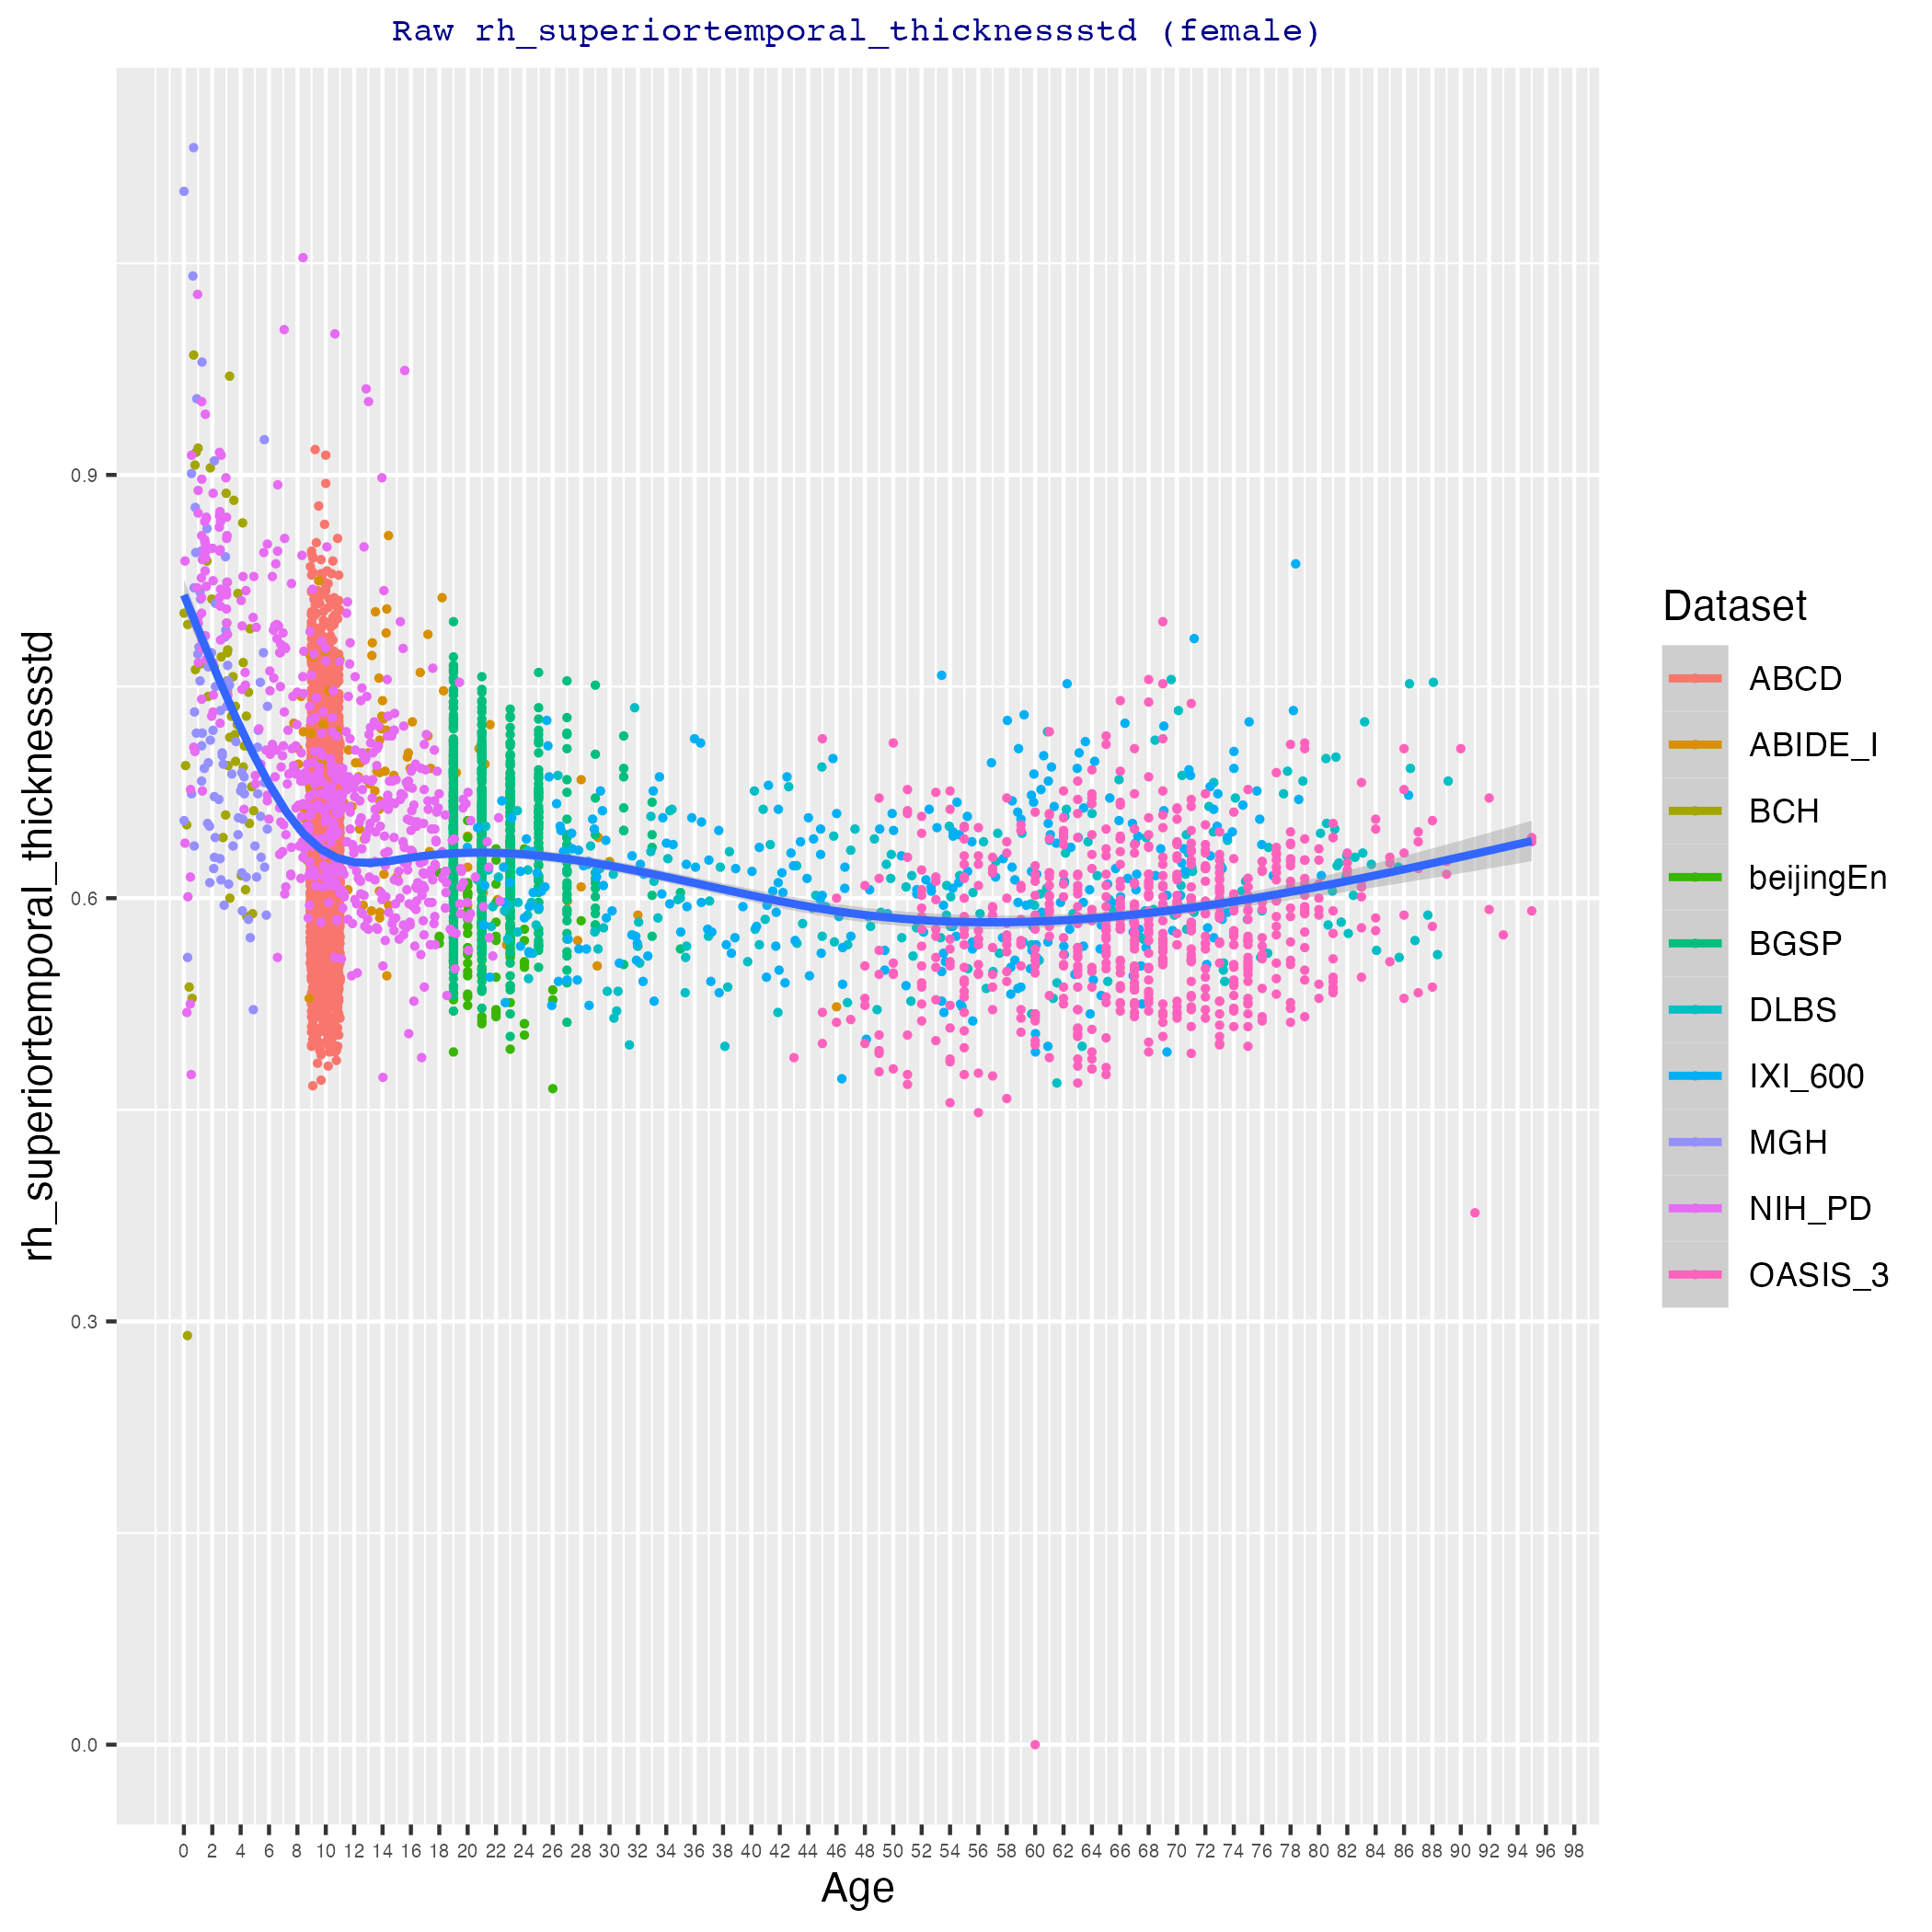 Raw rh_superiortemporal_thicknessstd (female)
rh_superiortemporal_thicknessstd
0.9
0.6
0.3
0.0
0 2 4 6 8 10 12 14 16 18 20 22 24 26 28 30 32 34 36 38 40 42 44 46 48 50 52 54 56 58 60 62 64 66 68 70 72 74 76 78 80 82 84 86 88 90 92 94 96 98
Age
Dataset
ABCD
ABIDE_I
BCH
beijingEn
BGSP
DLBS
IXI_600
MGH
NIH_PD
OASIS_3